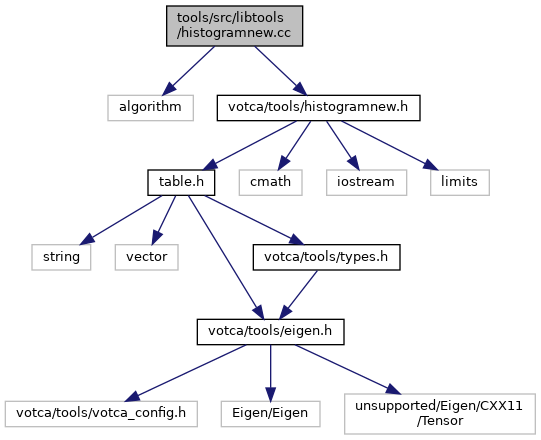 tools/src/libtools
/histogramnew.cc
algorithm
votca/tools/histogramnew.h
table.h
cmath
iostream
limits
string
vector
votca/tools/types.h
votca/tools/eigen.h
votca/tools/votca_config.h
Eigen/Eigen
unsupported/Eigen/CXX11
/Tensor